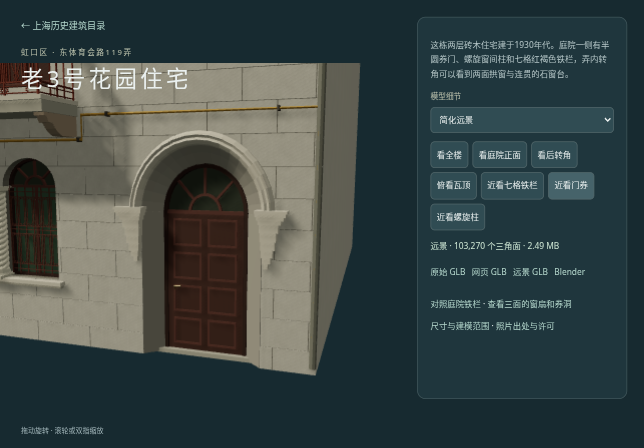 ← 上海历史建筑目录
虹口区 · 东体育会路119弄
老3号花园住宅
拖动旋转 · 滚轮或双指缩放
这栋两层砖木住宅建于1930年代。庭院一侧有半
圆券门、螺旋窗间柱和七格红褐色铁栏，弄内转
角可以看到两面拱窗与连贯的石窗台。
模型细节
简化远景
看全楼 看庭院正面 看后转角
俯看瓦顶 近看七格铁栏 近看门券
近看螺旋柱
远景 · 103,270 个三角面 · 2.49 MB
原始 GLB 网页 GLB 远景 GLB Blender
对照庭院铁栏 · 查看三面的窗扇和券洞
尺寸与建模范围 · 照片出处与许可